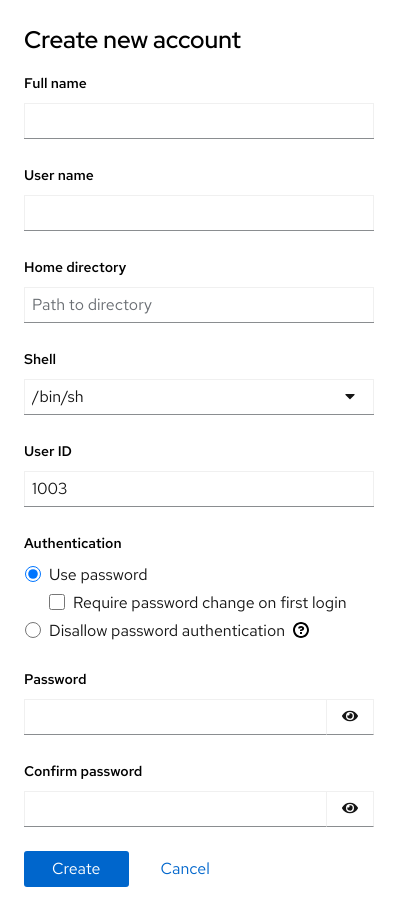 Create new account
Full name
User name
Home directory
Path to directory
Shell
/bin/sh
User ID
1003
Authentication
Use password
Require password change on first login
Disallow password authentication
Password
Confirm password
Create Cancel